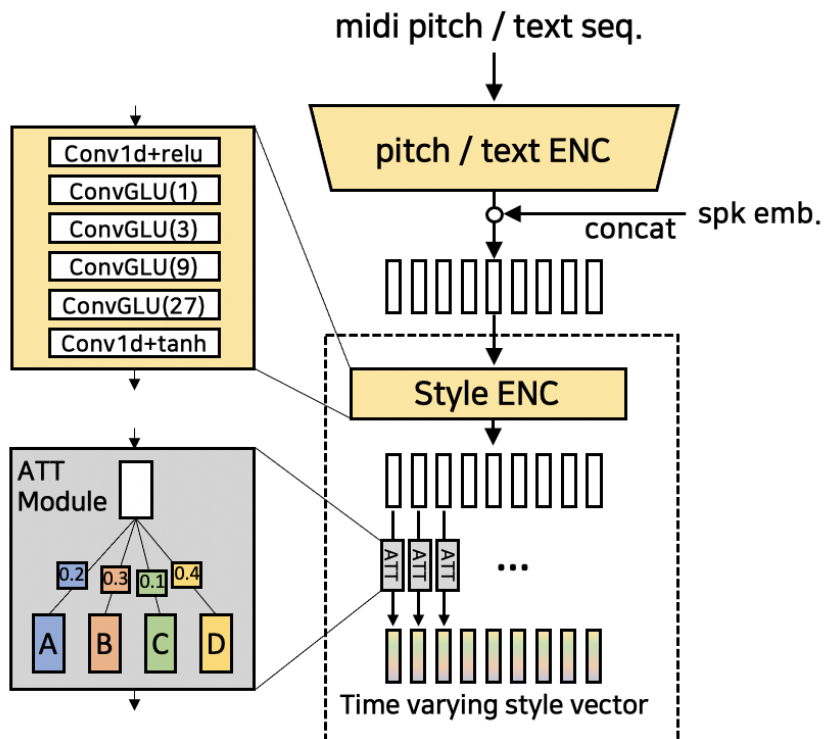 midi pitch / text seq.
pitch / text ENC
concat
spk emb.
Conv1d+relu
ConvGLU(1)
ConvGLU(3)
ConvGLU(9)
ConvGLU(27)
Conv1d+tanh
Style ENC
ATT
Module
0.2
0.3
0.1
0.4
A
B
C
D
ATT
ATT
ATT
...
Time varying style vector